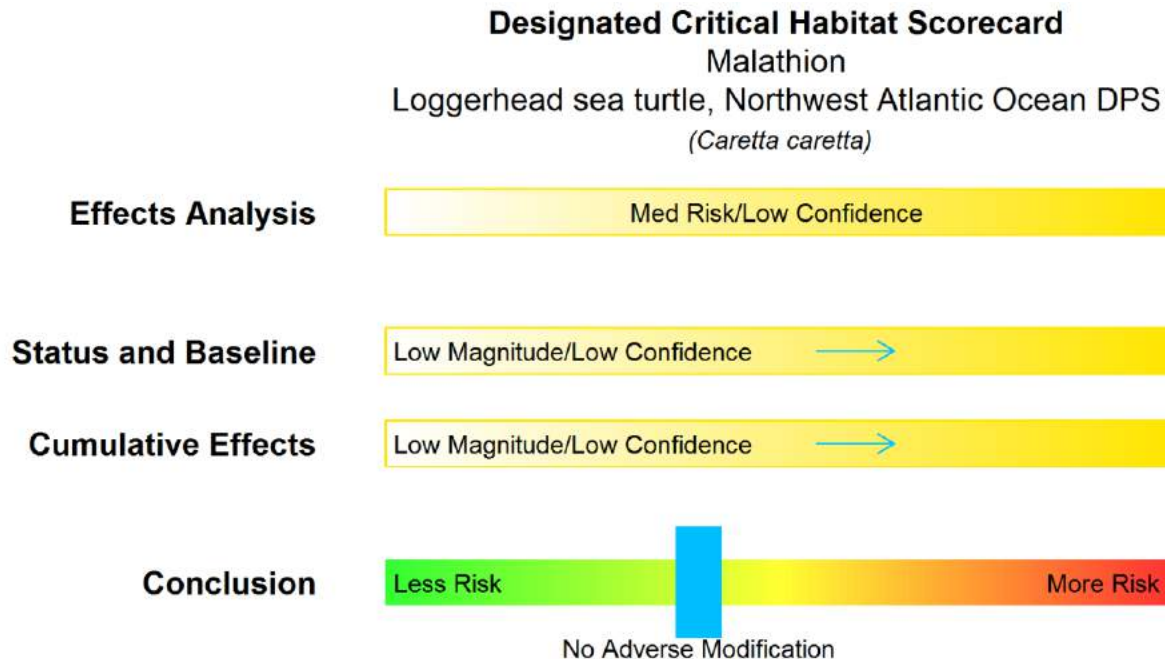 Designated Critical Habitat Scorecard
Malathion
Loggerhead sea turtle, Northwest Atlantic Ocean DPS
(Caretta caretta)
Effects Analysis
Med Risk/Low Confidence
Status and Baseline
Low Magnitude/Low Confidence
Cumulative Effects
Low Magnitude/Low Confidence
Conclusion
Less Risk
More Risk
No Adverse Modification